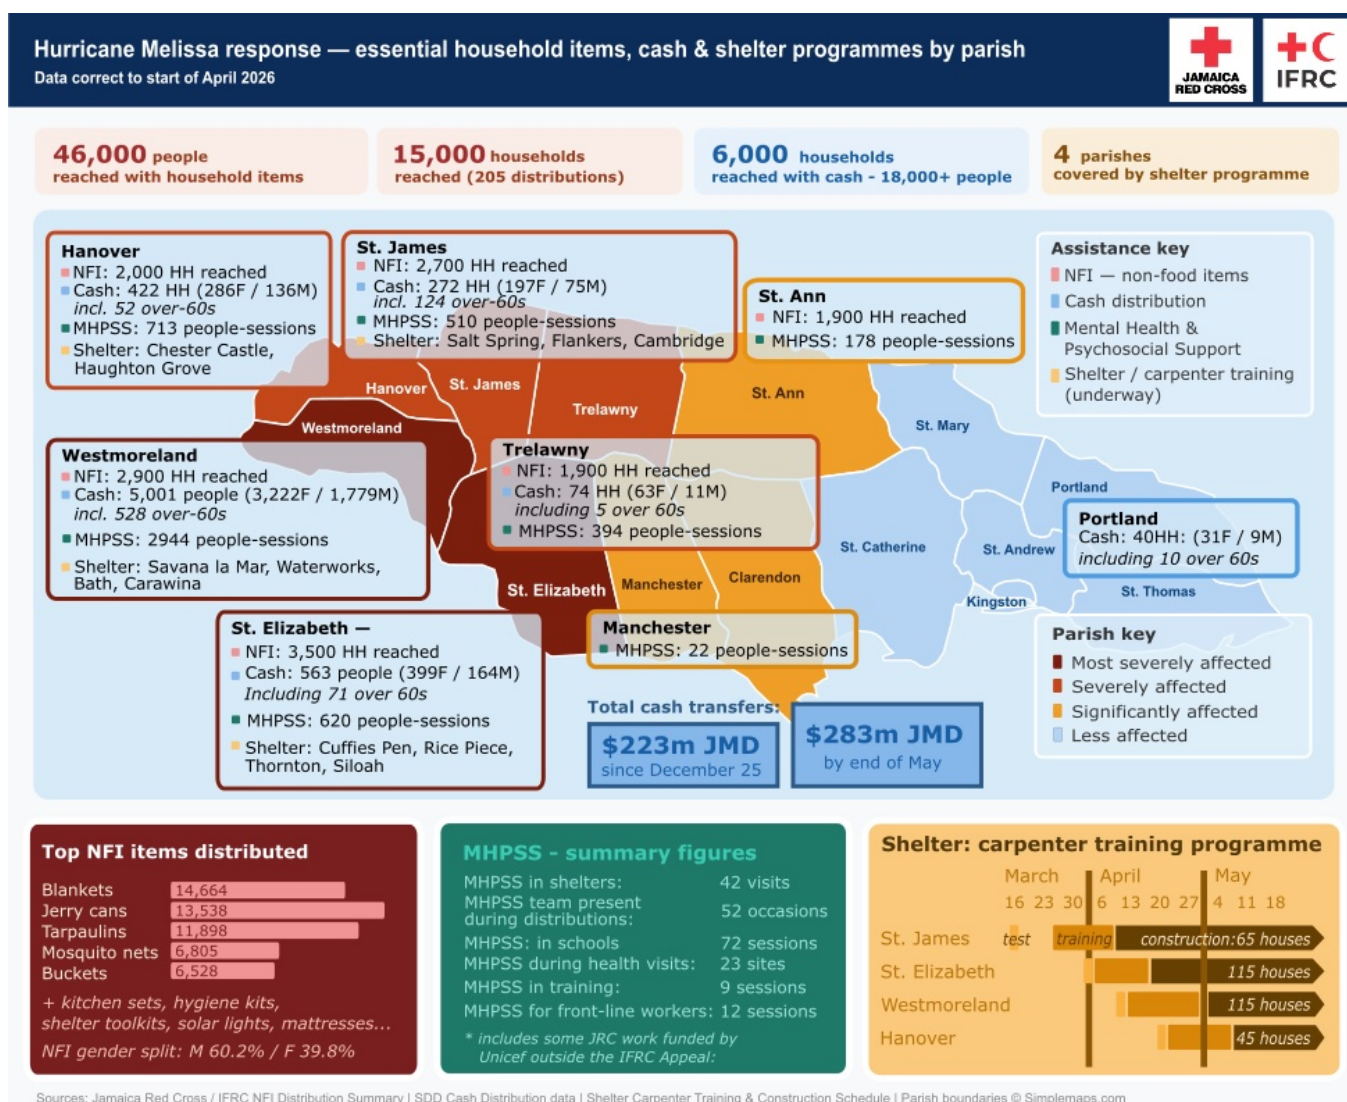 Hurricane Melissa response — essential household items, cash & shelter programmes by parish
Data correct to start of April 2026
JAMAICA
RED CROSS
IFRC
46,000 people
reached with household items
15,000 households
reached (205 distributions)
6,000 households
reached with cash - 18,000+ people
4 parishes
covered by shelter programme
Hanover
NFI: 2,000 HH reached
Cash: 422 HH (286F / 136M)
incl. 52 over-60s
MHPSS: 713 people-sessions
Shelter: Chester Castle,
Haughton Grove
St. James
NFI: 2,700 HH reached
Cash: 272 HH (197F / 75M)
incl. 124 over-60s
MHPSS: 510 people-sessions
Shelter: Salt Spring, Flankers, Cambridge
St. Ann
NFI: 1,900 HH reached
MHPSS: 178 people-sessions
Assistance key
NFI — non-food items
Cash distribution
Mental Health &
Psychosocial Support
Shelter / carpenter training
(underway)
Hanover
St. James
Trelawny
St. Ann
Westmoreland
St. Mary
Portland
St. Catherine
St. Andrew
Kingston
St. Thomas
St. Elizabeth
Manchester
Clarendon
Westmoreland
NFI: 2,900 HH reached
Cash: 5,001 people (3,222F / 1,779M)
incl. 528 over-60s
MHPSS: 2944 people-sessions
Shelter: Savana la Mar, Waterworks,
Bath, Carawina
Trelawny
NFI: 1,900 HH reached
Cash: 74 HH (63F / 11M)
including 5 over 60s
MHPSS: 394 people-sessions
Portland
Cash: 40HH: (31F / 9M)
including 10 over 60s
St. Elizabeth —
NFI: 3,500 HH reached
Cash: 563 people (399F / 164M)
Including 71 over 60s
MHPSS: 620 people-sessions
Shelter: Cuffies Pen, Rice Piece,
Thornton, Siloah
Manchester
MHPSS: 22 people-sessions
Parish key
Most severely affected
Severely affected
Significantly affected
Less affected
Total cash transfers:
$223m JMD
since December 25
$283m JMD
by end of May
Top NFI items distributed
Blankets 14,664
Jerry cans 13,538
Tarpaulins 11,898
Mosquito nets 6,805
Buckets 6,528
+ kitchen sets, hygiene kits,
shelter toolkits, solar lights, mattresses...
NFI gender split: M 60.2% / F 39.8%
MHPSS - summary figures
MHPSS in shelters: 42 visits
MHPSS team present
during distributions: 52 occasions
MHPSS: in schools 72 sessions
MHPSS during health visits: 23 sites
MHPSS in training: 9 sessions
MHPSS for front-line workers: 12 sessions
* includes some JRC work funded by
Unicef outside the IFRC Appeal:
Shelter: carpenter training programme
March April May
16 23 30 6 13 20 27 4 11 18
St. James test training construction:65 houses
St. Elizabeth 115 houses
Westmoreland 115 houses
Hanover 45 houses
Sources: Jamaica Red Cross / IFRC NFI Distribution Summary | SDD Cash Distribution data | Shelter Carpenter Training & Construction Schedule | Parish boundaries © Simplemaps.com